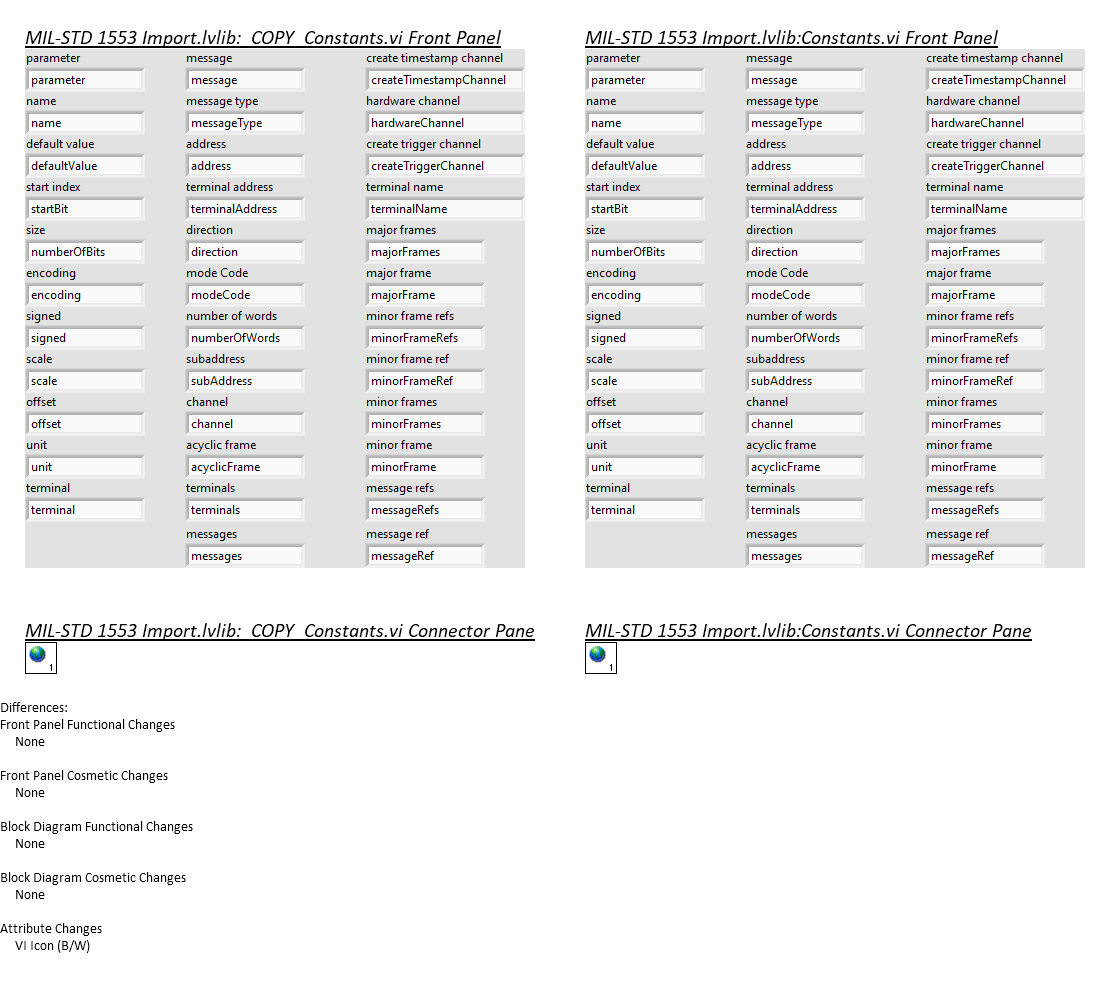 MIL-STD 1553 Import.lvlib:_COPY_Constants.vi Front Panel
parameter message create timestamp channel
parameter message createTimestampChannel
name message type hardware channel
name messageType hardwareChannel
default value address create trigger channel
defaultValue address createTriggerChannel
start index terminal address terminal name
startBit terminalAddress terminalName
size direction major frames
numberOfBits direction majorFrames
encoding mode Code major frame
encoding modeCode majorFrame
signed number of words minor frame refs
signed numberOfWords minorFrameRefs
scale subaddress minor frame ref
scale subAddress minorFrameRef
offset channel minor frames
offset channel minorFrames
unit acyclic frame minor frame
unit acyclicFrame minorFrame
terminal terminals message refs
terminal terminals messageRefs
messages message ref
messages messageRef
MIL-STD 1553 Import.lvlib:Constants.vi Front Panel
parameter message create timestamp channel
parameter message createTimestampChannel
name message type hardware channel
name messageType hardwareChannel
default value address create trigger channel
defaultValue address createTriggerChannel
start index terminal address terminal name
startBit terminalAddress terminalName
size direction major frames
numberOfBits direction majorFrames
encoding mode Code major frame
encoding modeCode majorFrame
signed number of words minor frame refs
signed numberOfWords minorFrameRefs
scale subaddress minor frame ref
scale subAddress minorFrameRef
offset channel minor frames
offset channel minorFrames
unit acyclic frame minor frame
unit acyclicFrame minorFrame
terminal terminals message refs
terminal terminals messageRefs
messages message ref
messages messageRef
MIL-STD 1553 Import.lvlib:_COPY_Constants.vi Connector Pane
1
MIL-STD 1553 Import.lvlib:Constants.vi Connector Pane
1
Differences:
Front Panel Functional Changes
None
Front Panel Cosmetic Changes
None
Block Diagram Functional Changes
None
Block Diagram Cosmetic Changes
None
Attribute Changes
VI Icon (B/W)